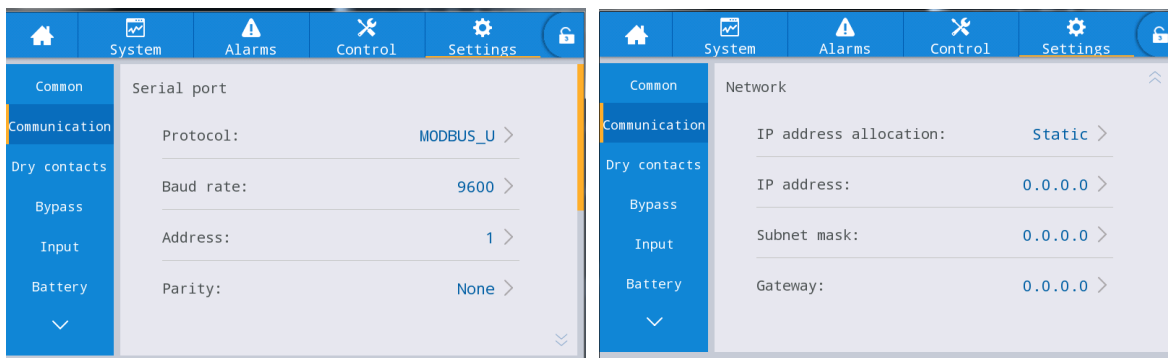 System Alarms Control Settings
Common
Communication
Dry contacts
Bypass
Input
Battery
Serial port
Protocol: MODBUS_U
Baud rate: 9600
Address: 1
Parity: None
System Alarms Control Settings
Common
Communication
Dry contacts
Bypass
Input
Battery
Network
IP address allocation: Static
IP address: 0.0.0.0
Subnet mask: 0.0.0.0
Gateway: 0.0.0.0